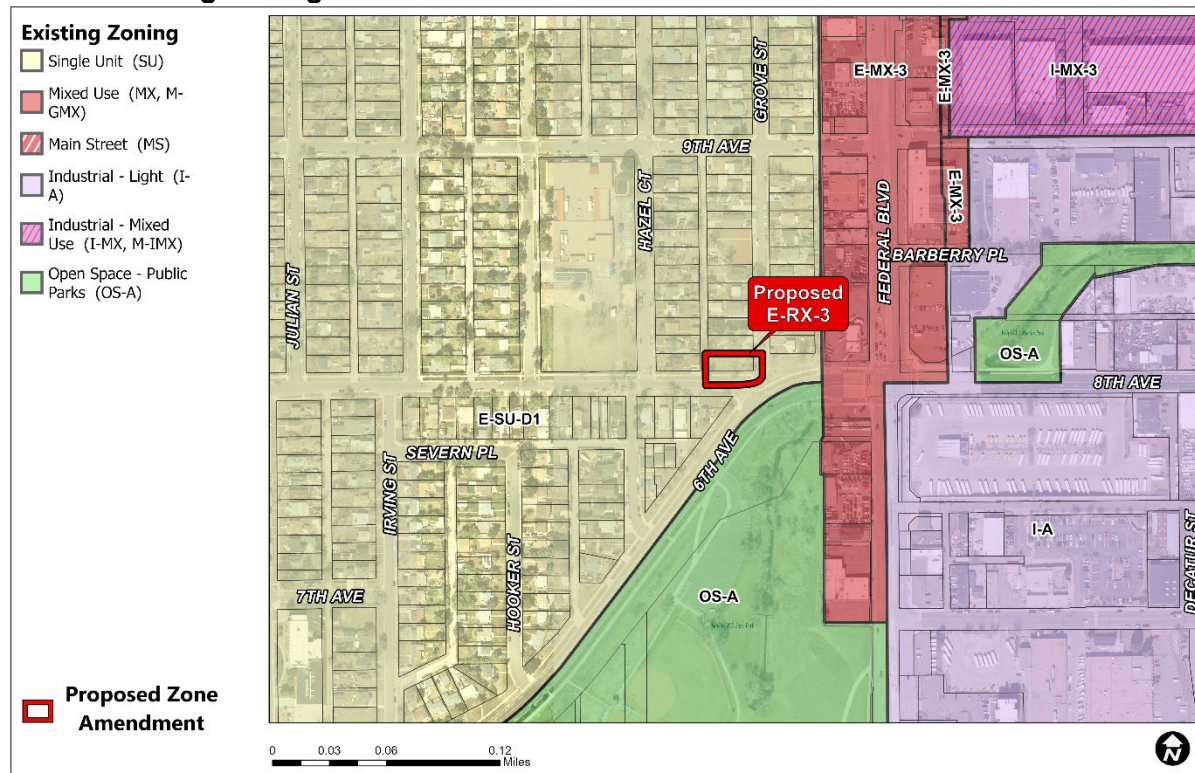 Existing Zoning
Single Unit (SU)
Mixed Use (MX, M-
GMX)
Main Street (MS)
Industrial - Light (I-
A)
Industrial - Mixed
Use (I-MX, M-IMX)
Open Space - Public
Parks (OS-A)
Proposed Zone
Amendment
GROVE ST
E-MX-3
E-MX-3
I-MX-3
9TH AVE
HAZEL CT
FEDERAL BLVD
E-MX-3
BARBERRY PL
JULIAN ST
Proposed
E-RX-3
OS-A
8TH AVE
E-SU-D1
SEVERN PL
6TH AVE
IRVING ST
HOOKER ST
I-A
DECATUR ST
7TH AVE
OS-A
0 0.03 0.06 0.12
Miles
N